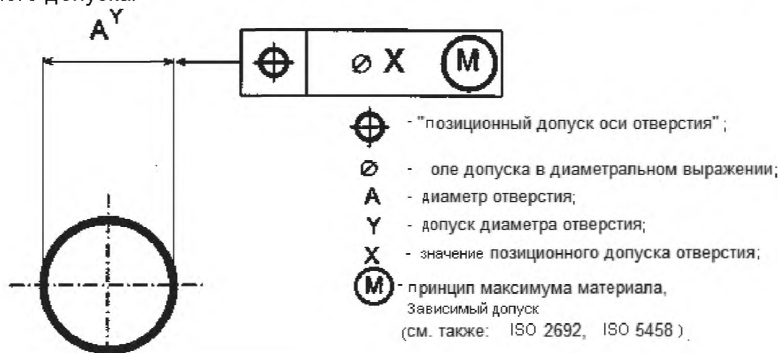 ного допуска.
A Y
⌀ X M
- "позиционный допуск оси отверстия" ;
⌀ - оле допуска в диаметральном выражении;
A - диаметр отверстия;
Y - допуск диаметра отверстия;
X - значение позиционного допуска отверстия;
M - принцип максимума материала,
Зависимый допуск
(см. также: ISO 2692, ISO 5458 )